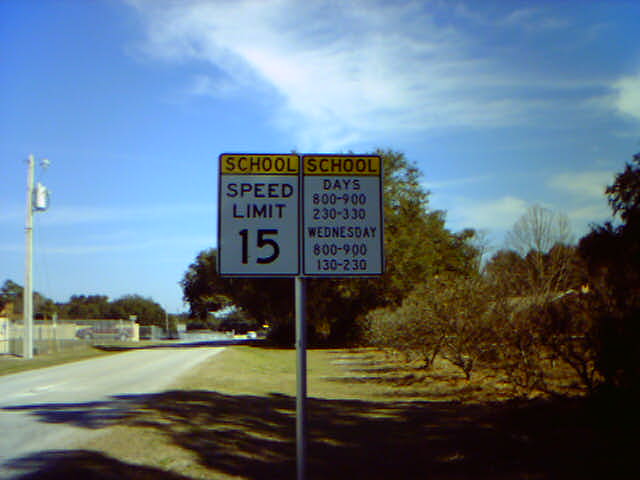 SCHOOL
SPEED
LIMIT
15
SCHOOL
DAYS
800-900
230-330
WEDNESDAY
800-900
130-230